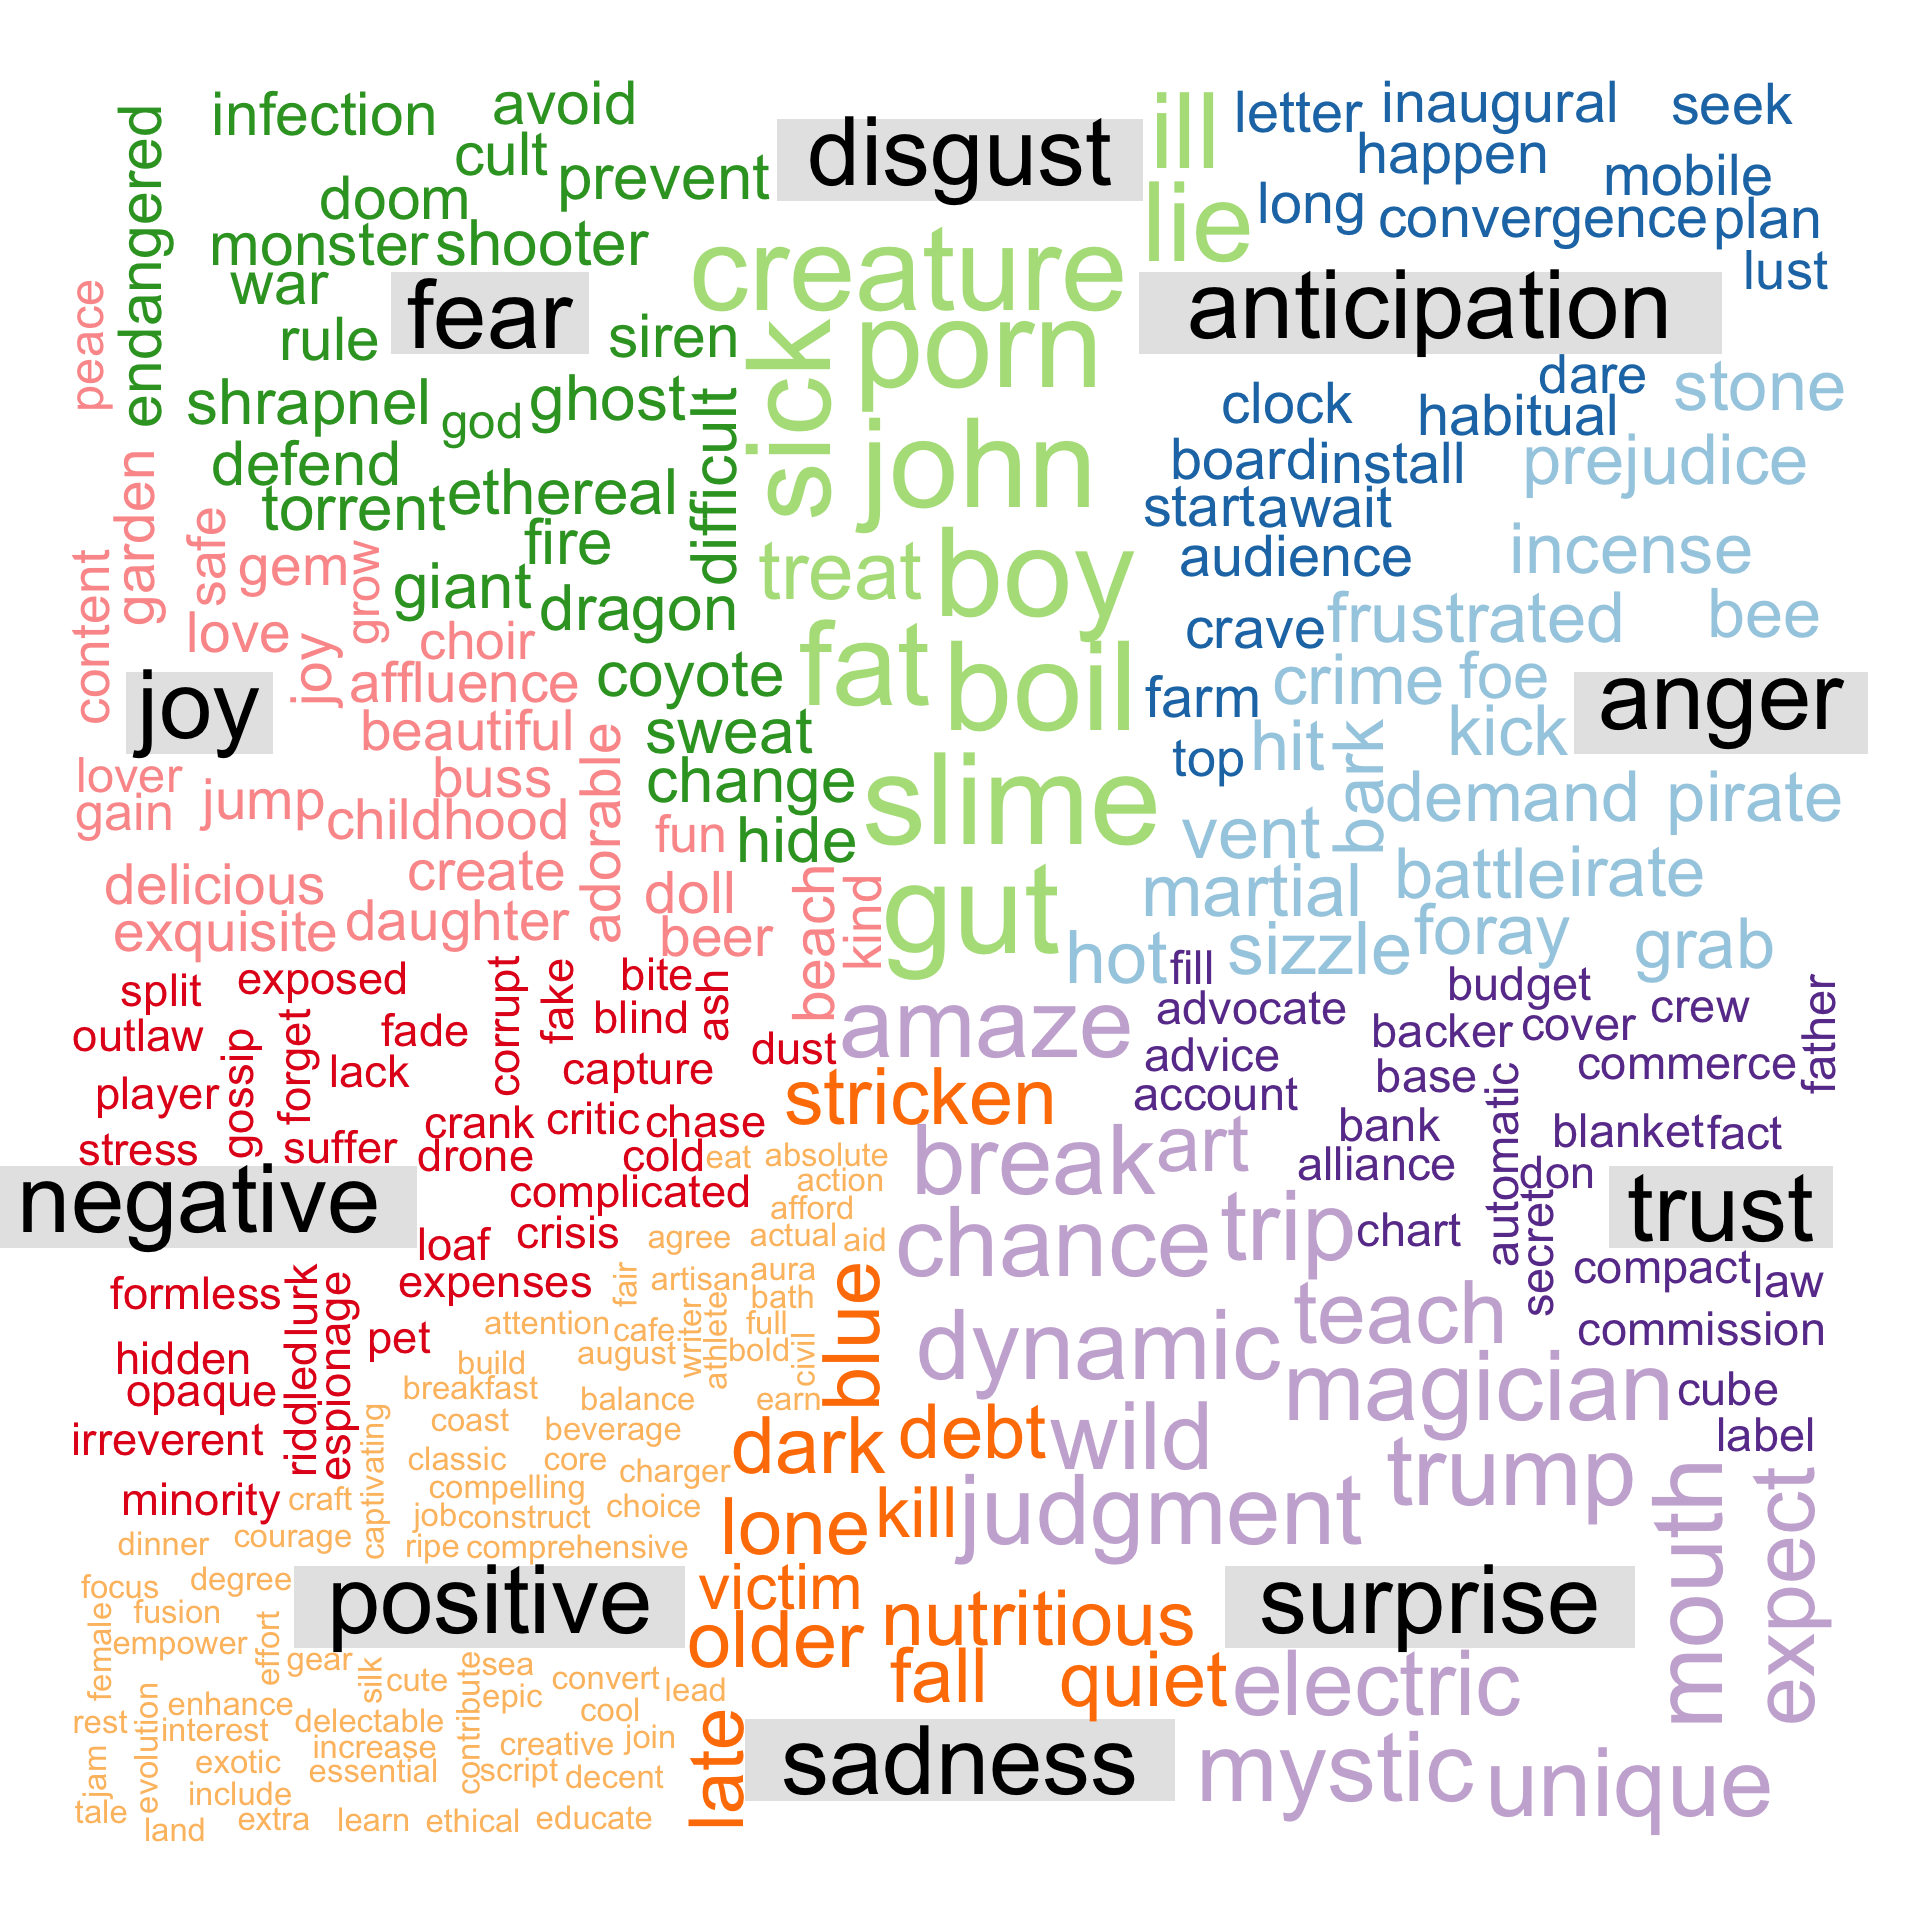 disgust
ill
lie
creature
porn
sick
john
treat
boy
fat
boil
slime
gut
anticipation
letter
inaugural
seek
happen
mobile
long
convergence
plan
lust
dare
clock
habitual
board
install
start
await
audience
crave
farm
top
fear
infection
avoid
cult
prevent
endangered
doom
monster
shooter
war
rule
siren
shrapnel
god
ghost
difficult
defend
torrent
ethereal
fire
giant
dragon
coyote
sweat
change
hide
anger
stone
prejudice
incense
frustrated
bee
crime
foe
kick
hit
bark
demand
pirate
vent
martial
battle
irate
foray
grab
sizzle
hot
joy
peace
garden
content
safe
gem
grow
love
joy
choir
affluence
beautiful
lover
gain
jump
buss
childhood
adorable
fun
create
delicious
exquisite
daughter
doll
beer
beach
kind
negative
split
exposed
corrupt
fake
bite
ash
outlaw
gossip
forget
fade
blind
dust
lack
capture
player
crank
critic
chase
stress
suffer
drone
cold
complicated
loaf
crisis
expenses
formless
lurk
riddled
espionage
pet
hidden
opaque
irreverent
minority
trust
fill
advocate
budget
crew
father
backer
cover
advice
commerce
account
base
automatic
bank
blanket
fact
alliance
don
secret
chart
compact
law
commission
cube
label
surprise
amaze
break
art
chance
trip
dynamic
teach
magician
wild
trump
judgment
mouth
expect
electric
mystic
unique
sadness
stricken
blue
dark
debt
lone
kill
victim
older
nutritious
fall
quiet
late
positive
eat
absolute
action
afford
agree
actual
aid
fair
artisan
aura
bath
attention
cafe
writer
athlete
full
bold
civil
august
build
breakfast
balance
earn
captivating
coast
beverage
classic
core
charger
compelling
craft
choice
job
construct
dinner
courage
ripe
comprehensive
focus
degree
fusion
female
empower
effort
gear
silk
cute
contribute
sea
convert
epic
lead
enhance
cool
rest
evolution
interest
delectable
increase
creative
join
jam
exotic
essential
script
decent
include
tale
land
extra
learn
ethical
educate